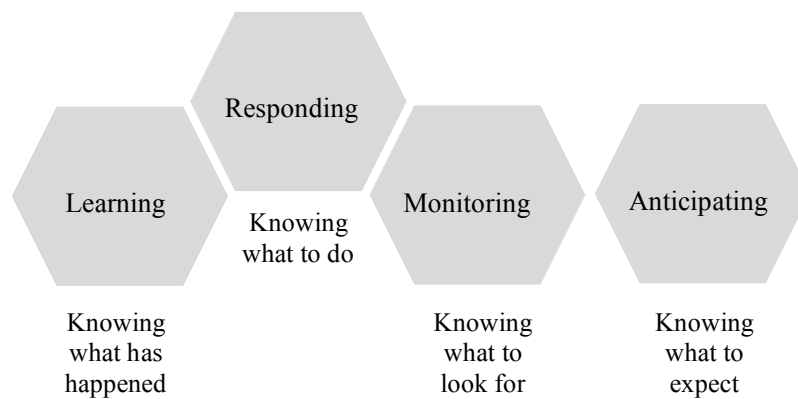 Responding
Learning
Monitoring
Anticipating
Knowing
what to do
Knowing
what has
happened
Knowing
what to
look for
Knowing
what to
expect